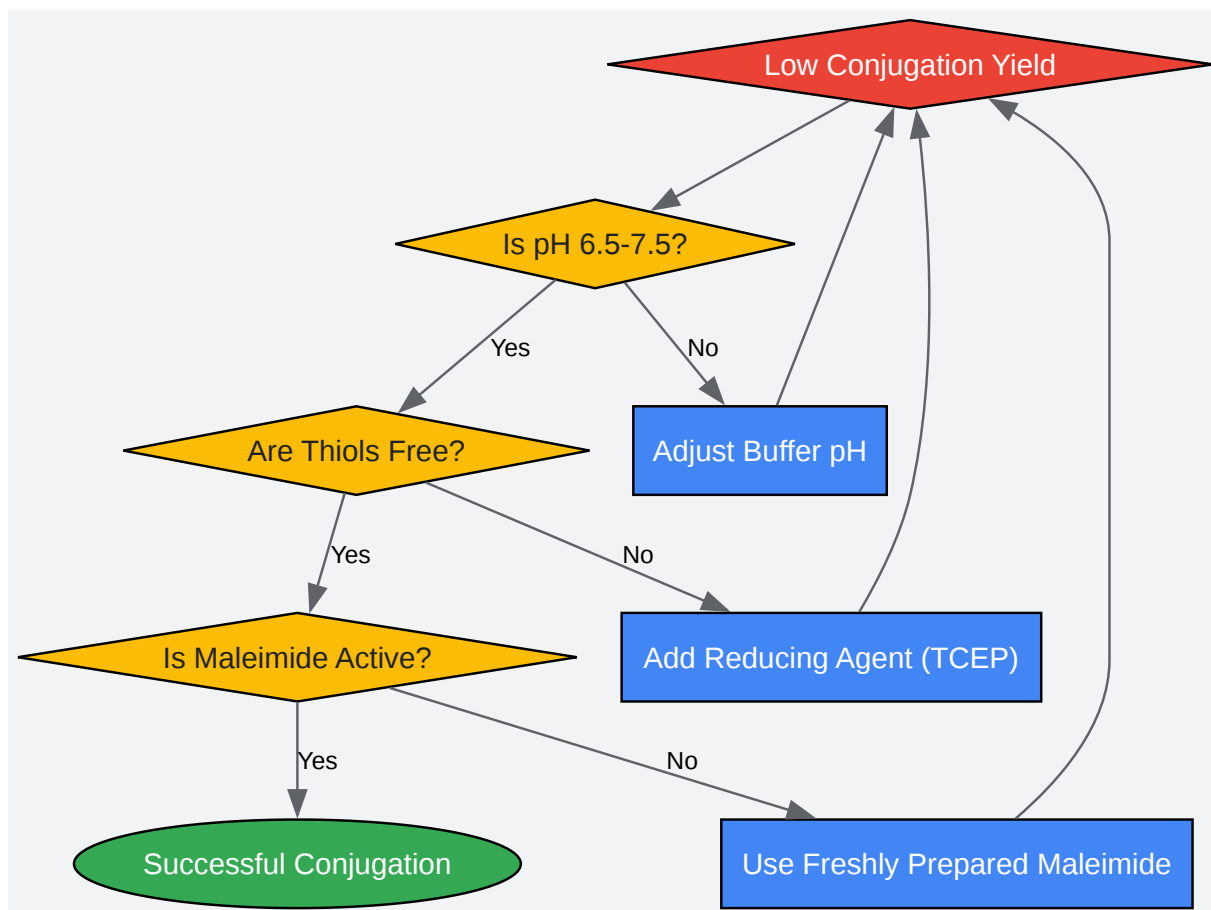 Low Conjugation Yield
Is pH 6.5-7.5?
Yes
No
Are Thiols Free?
Adjust Buffer pH
Yes
No
Is Maleimide Active?
Add Reducing Agent (TCEP)
Yes
No
Successful Conjugation
Use Freshly Prepared Maleimide